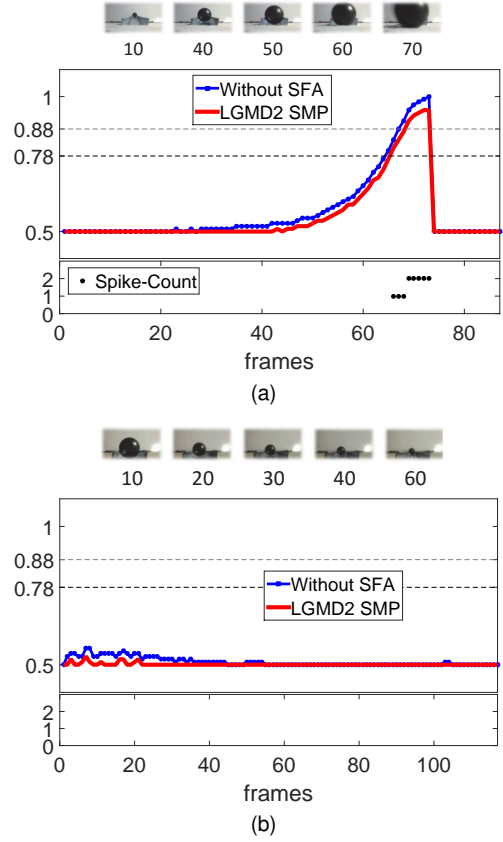 10 40 50 60 70
Without SFA
LGMD2 SMP
1
0.88
0.78
0.5
Spike-Count
2
1
0
0 20 40 60 80
frames
(a)
10 20 30 40 60
1
0.88
0.78
Without SFA
LGMD2 SMP
0.5
2
1
0
0 20 40 60 80 100
frames
(b)